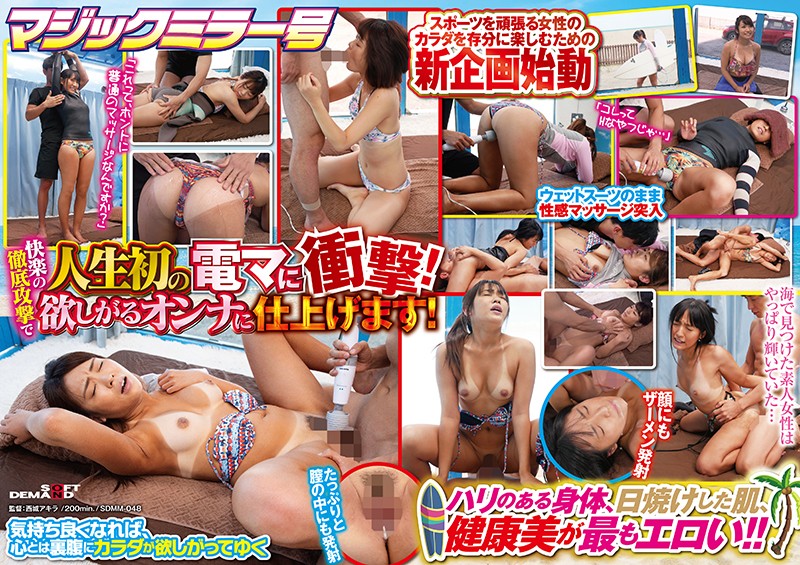 マジックミラー号
スポーツを頑張る女性の
カラダを存分に楽しむための
新企画始動
これって、ホントに
普通のマッサージなんですか?」
「コレって
Hなやつじゃ…」
ウェットスーツのまま
性感マッサージ突入
快楽の
徹底攻撃で
人生初の電マに衝撃!
欲しがるオンナに仕上げます!
海で見つけた素人女性は
やっぱり輝いていた…
顔にも
ザーメン発射
たっぷりと
膣の中にも発射
SOFT
DEMAND
監督:西城アキラ/200min./SDMM-048
気持ち良くなれば、
心とは裏腹にカラダが欲しがってゆく
ハリのある身体、日焼けした肌、
健康美が最もエロい!!